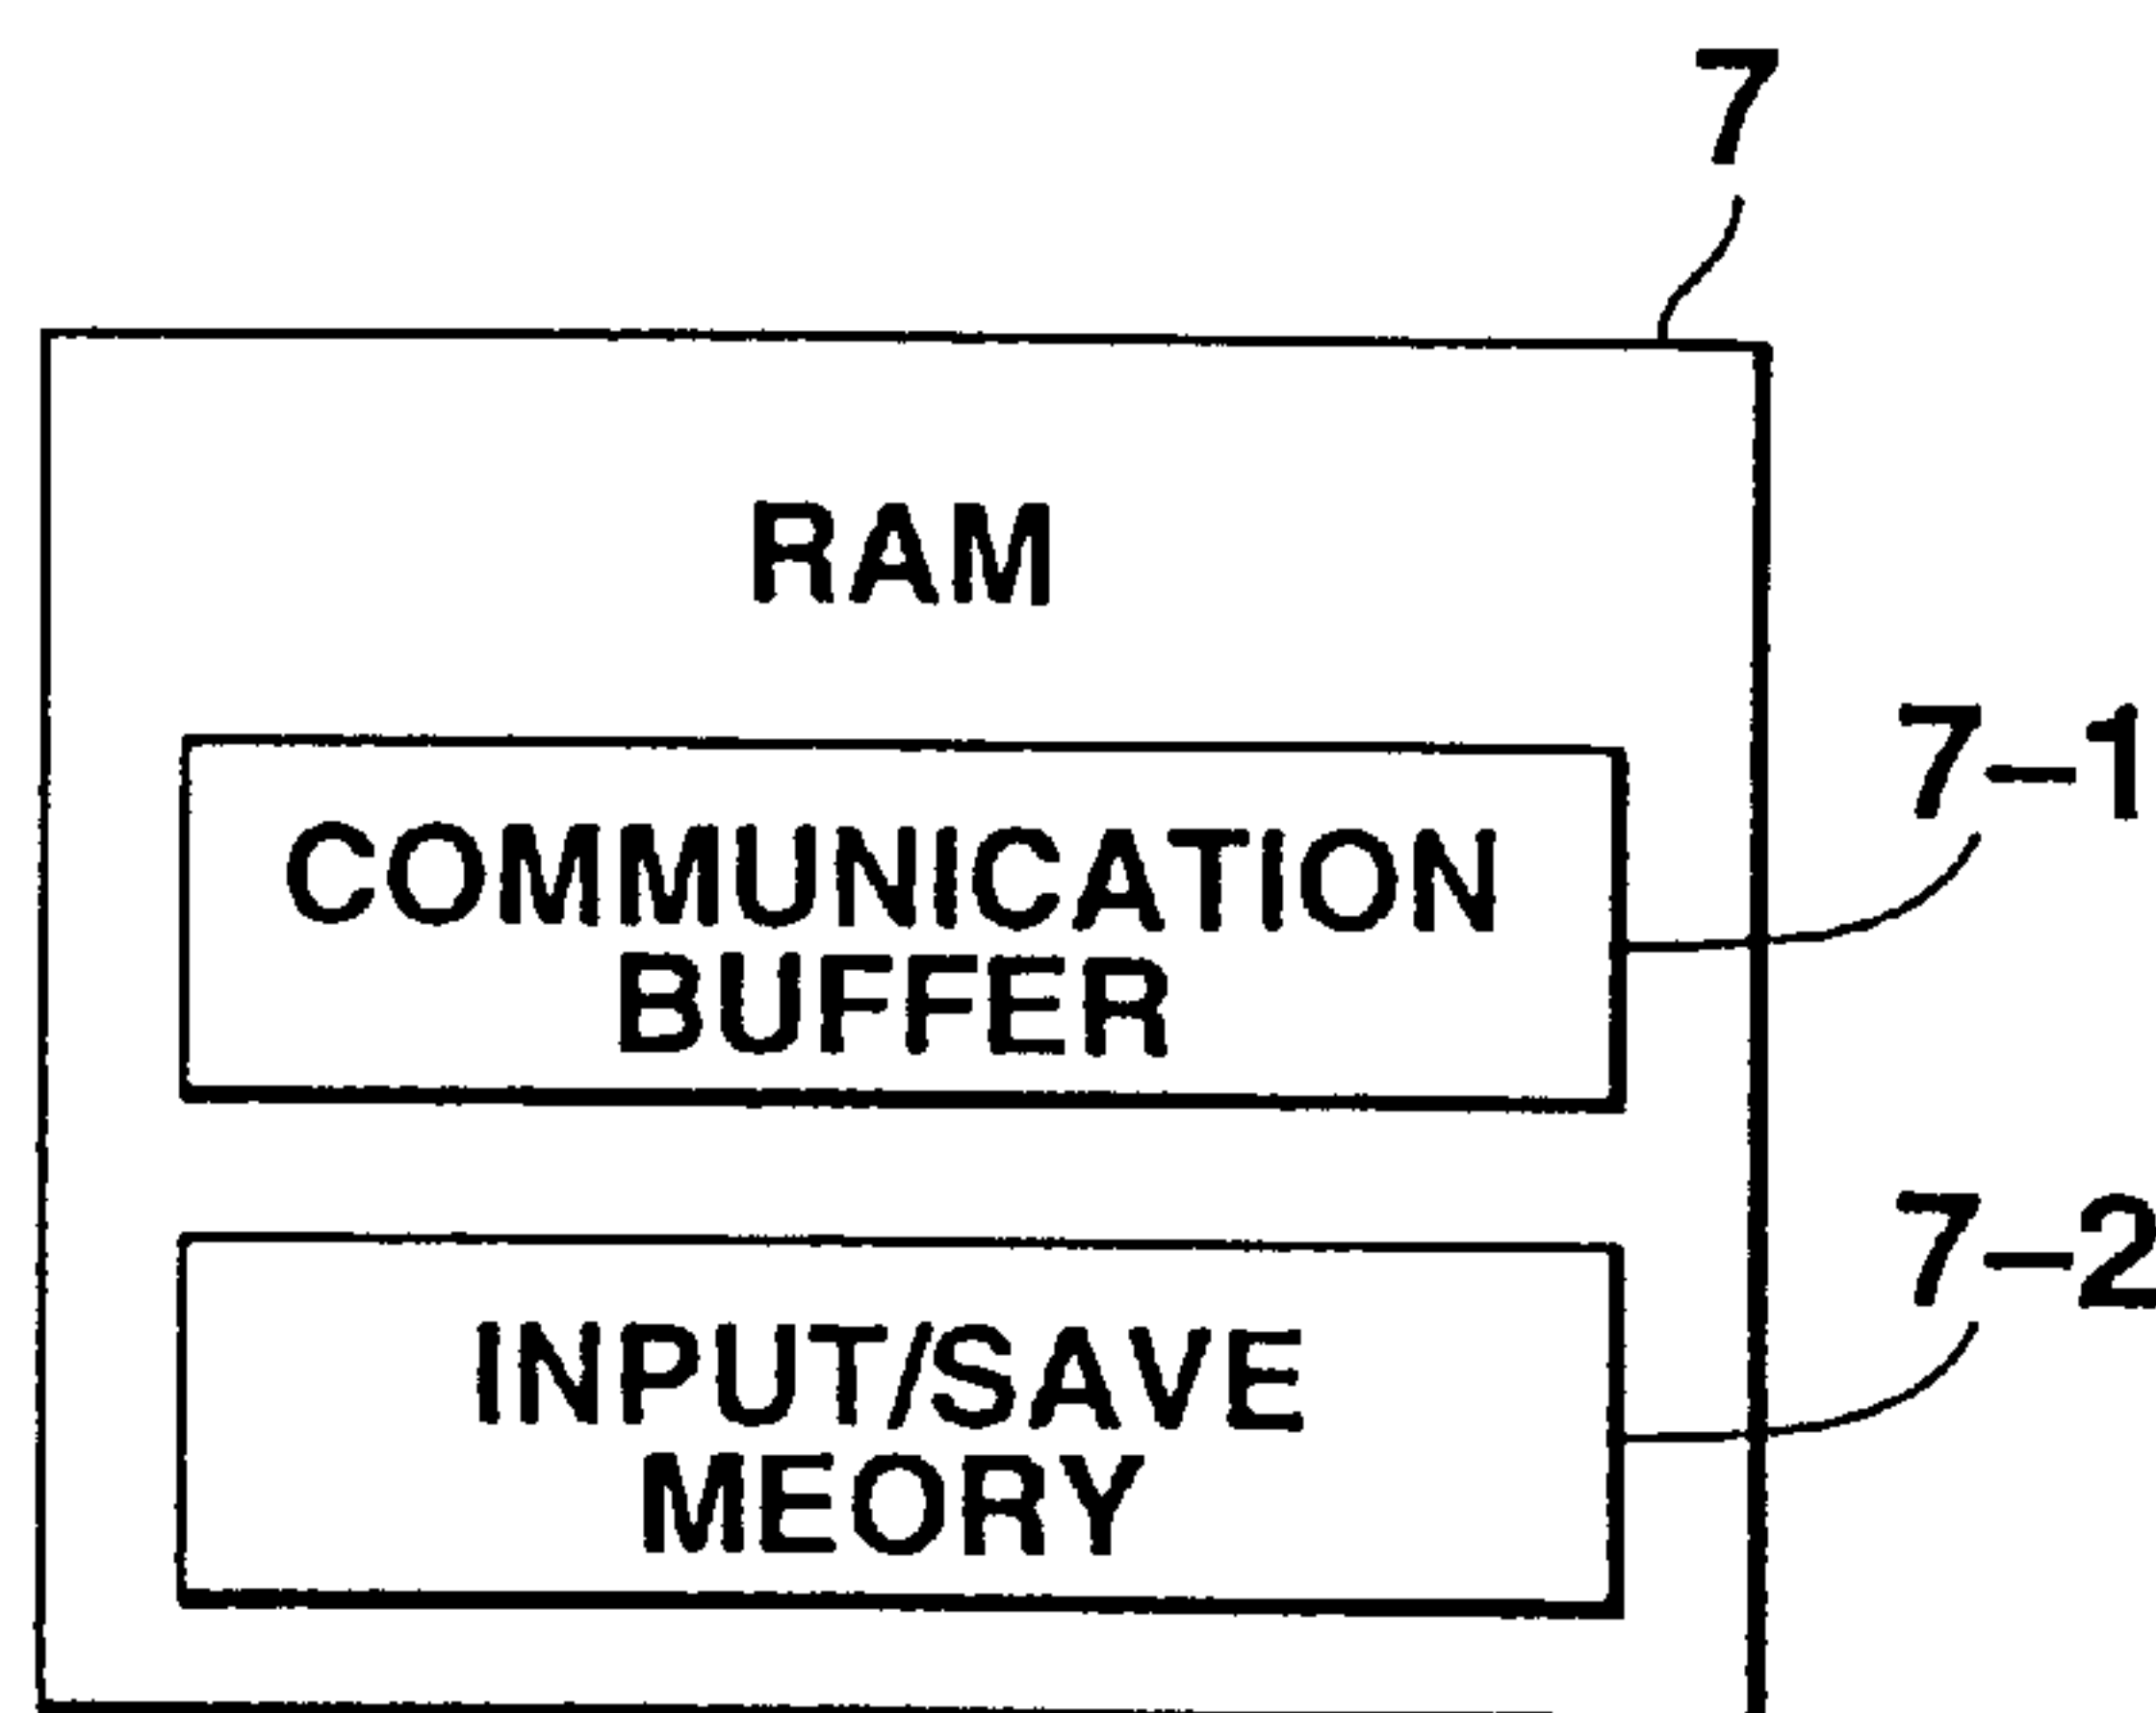 7
RAM
7-1
COMMUNICATION
BUFFER
7-2
INPUT/SAVE
MEORY